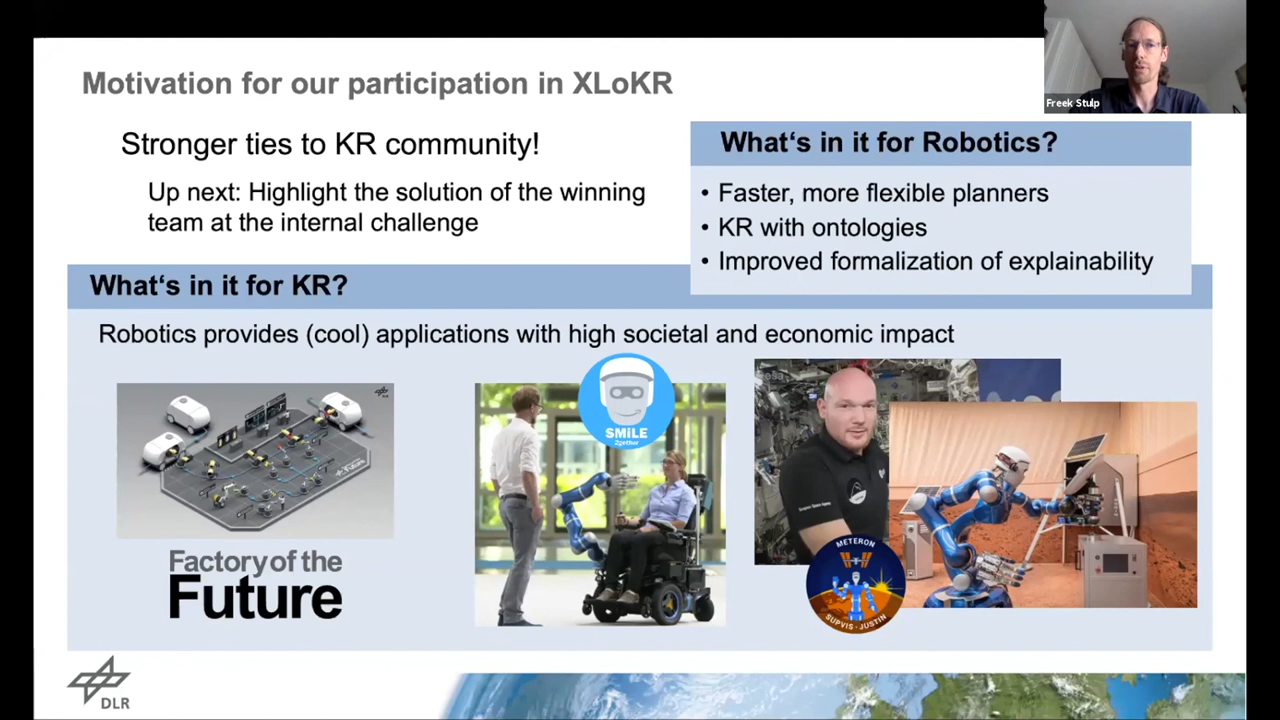 Motivation for our participation in XLoKR
Freek Stulp
Stronger ties to KR community!
Up next: Highlight the solution of the winning
team at the internal challenge
What‘s in it for Robotics?
• Faster, more flexible planners
• KR with ontologies
• Improved formalization of explainability
What‘s in it for KR?
Robotics provides (cool) applications with high societal and economic impact
SMiLE
2gether
Factory of the
Future
METERON
SUPVIS-JUSTIN
DLR